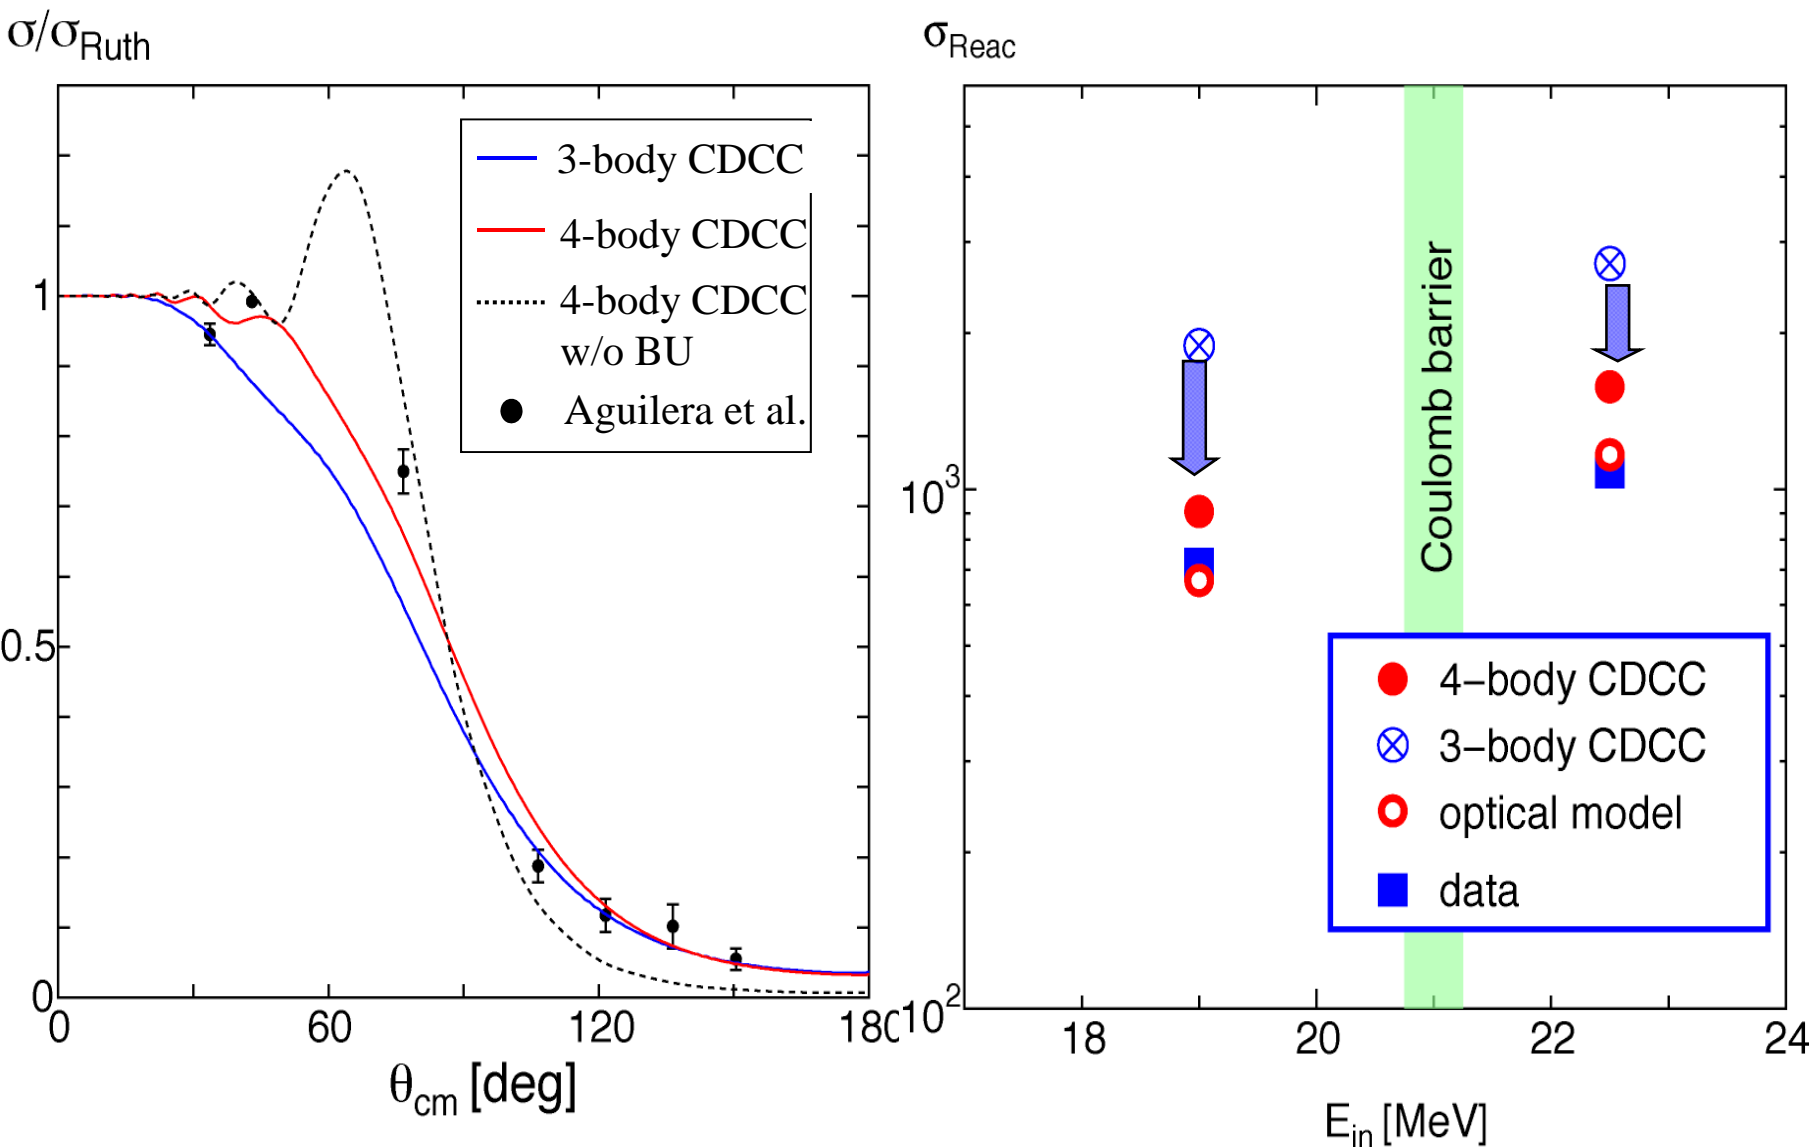 σ/σRuth
3-body CDCC
4-body CDCC
4-body CDCC
w/o BU
Aguilera et al.
1
0.5
0
0
60
120
180
θcm [deg]
σReac
Coulomb barrier
10³
10²
4−body CDCC
3−body CDCC
optical model
data
18
20
22
24
Ein [MeV]